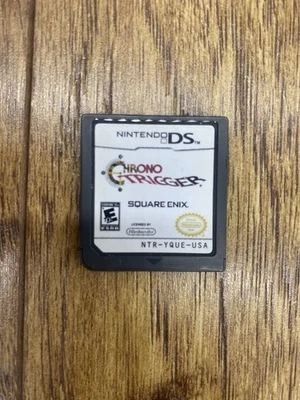 NINTENDO DS
CHRONO
TRIGGER
SQUARE ENIX
E
LICENSED BY
Nintendo
NTR-YQUE-USA